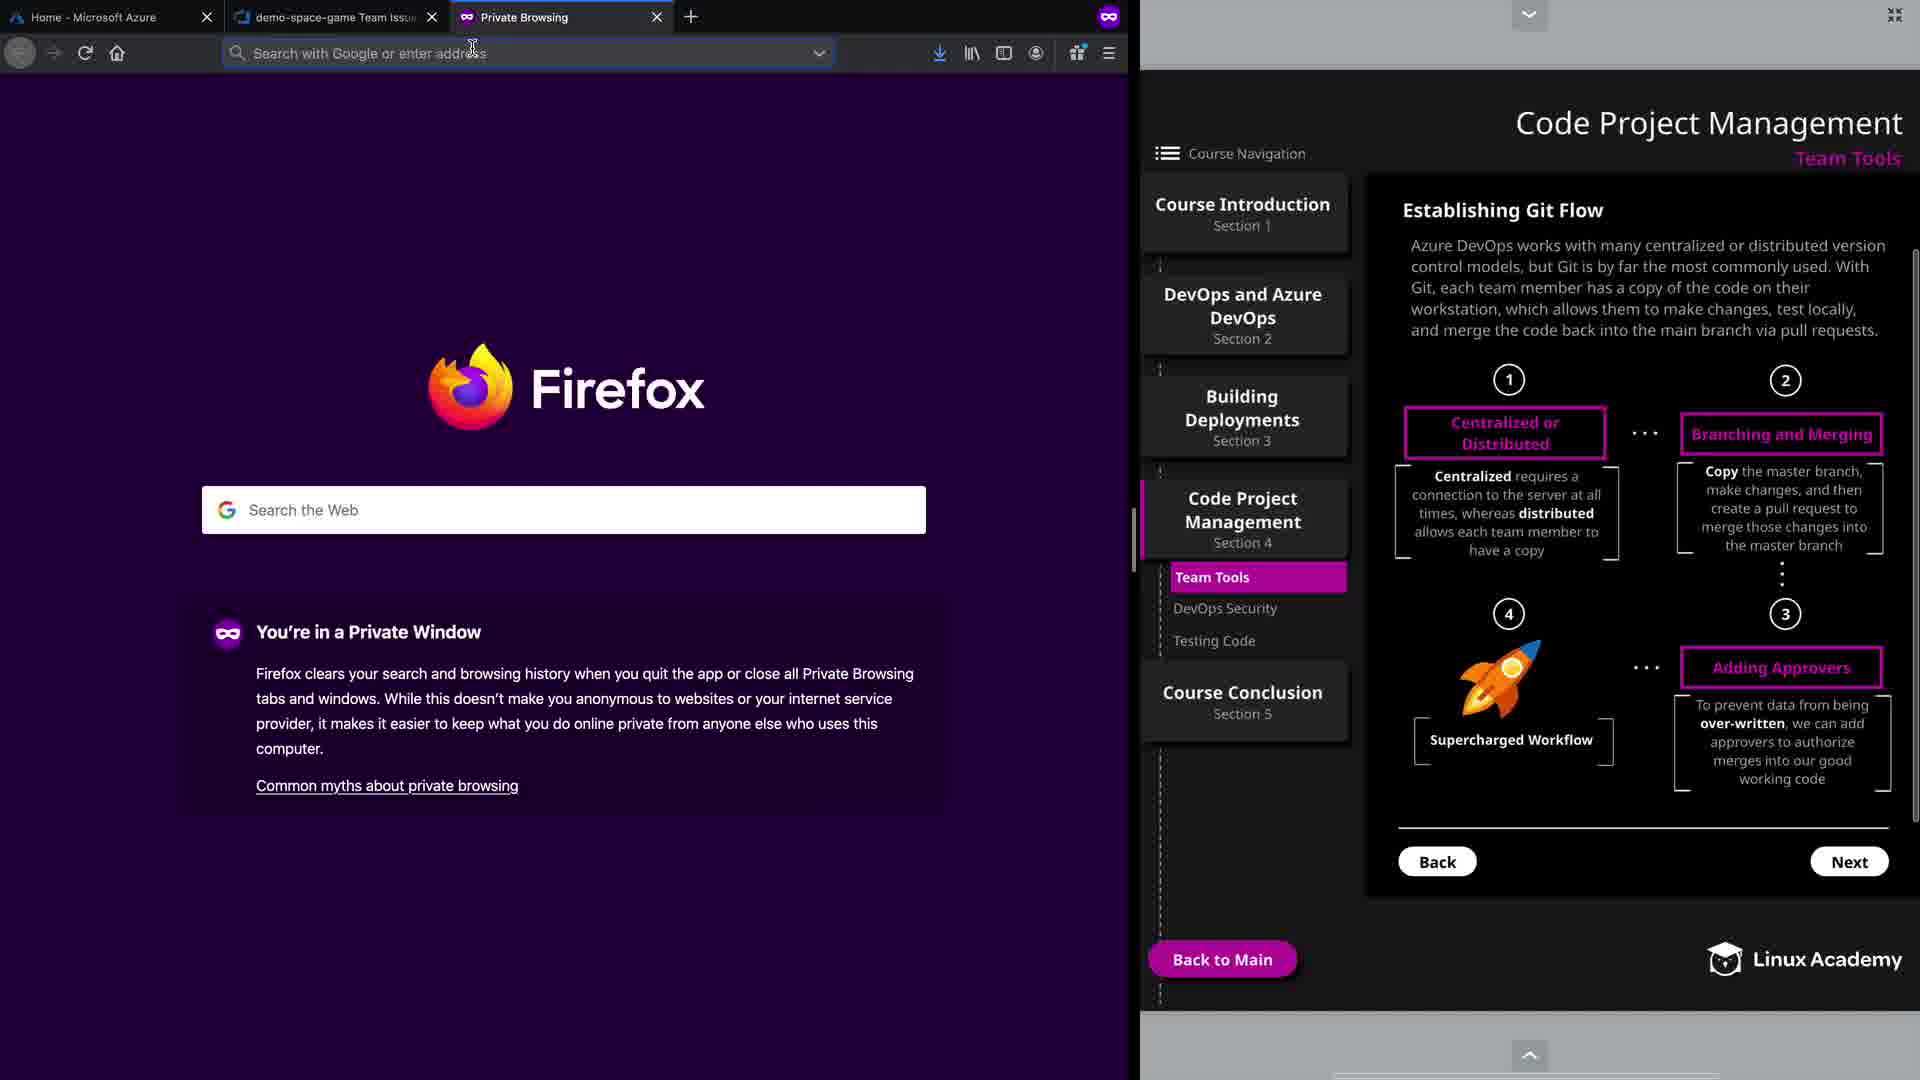 Home - Microsoft Azure
demo-space-game Team Issu
Private Browsing
Search with Google or enter address
Firefox
Search the Web
You're in a Private Window
Firefox clears your search and browsing history when you quit the app or close all Private Browsing
tabs and windows. While this doesn't make you anonymous to websites or your internet service
provider, it makes it easier to keep what you do online private from anyone else who uses this
computer.
Common myths about private browsing
Code Project Management
Team Tools
Course Navigation
Course Introduction
Section 1
DevOps and Azure
DevOps
Section 2
Building
Deployments
Section 3
Code Project
Management
Section 4
Team Tools
DevOps Security
Testing Code
Course Conclusion
Section 5
Back to Main
Establishing Git Flow
Azure DevOps works with many centralized or distributed version
control models, but Git is by far the most commonly used. With
Git, each team member has a copy of the code on their
workstation, which allows them to make changes, test locally,
and merge the code back into the main branch via pull requests.
1
Centralized or
Distributed
Centralized requires a
connection to the server at all
times, whereas distributed
allows each team member to
have a copy
2
Branching and Merging
Copy the master branch,
make changes, and then
create a pull request to
merge those changes into
the master branch
3
Adding Approvers
To prevent data from being
over-written, we can add
approvers to authorize
merges into our good
working code
4
Supercharged Workflow
Back
Next
Linux Academy